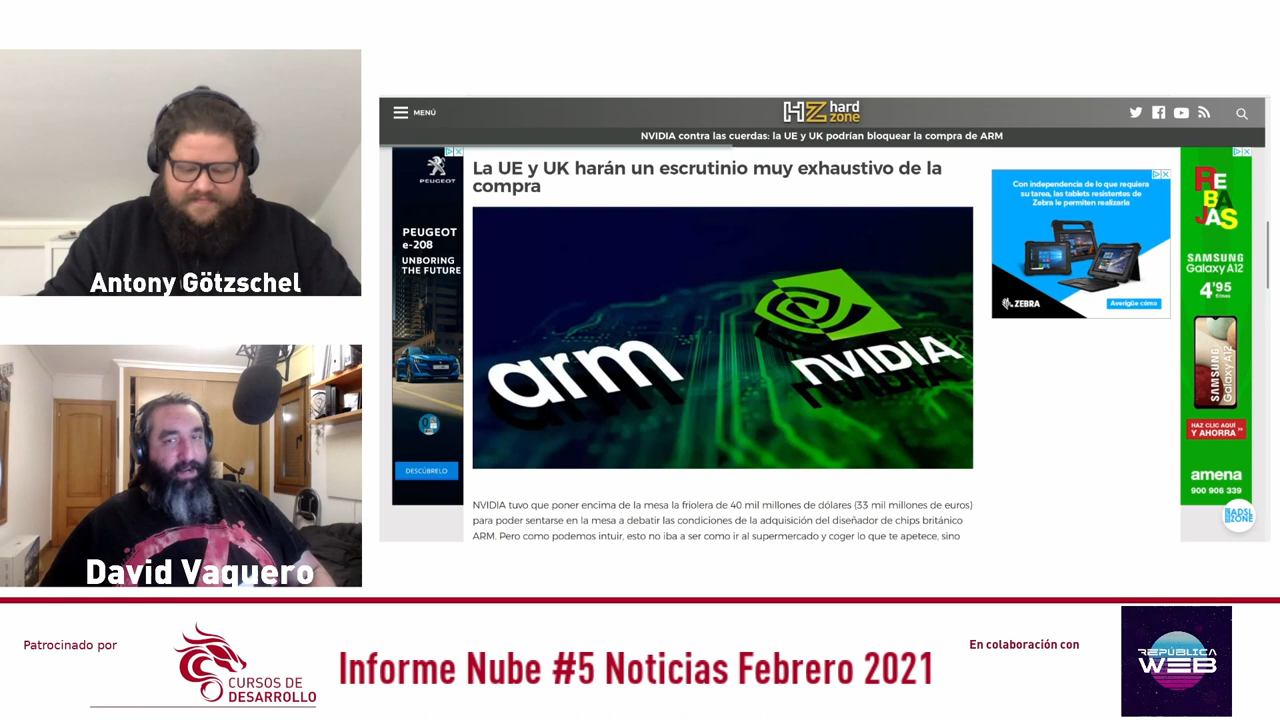 Antony Götzschel
David Vaquero
MENÚ
HZ hard
zone
NVIDIA contra las cuerdas: la UE y UK podrían bloquear la compra de ARM
PEUGEOT
PEUGEOT
e-208
UNBORING
THE FUTURE
DESCÚBRELO
La UE y UK harán un escrutinio muy exhaustivo de la
compra
arm
NVIDIA
NVIDIA tuvo que poner encima de la mesa la friolera de 40 mil millones de dólares (33 mil millones de euros)
para poder sentarse en la mesa a debatir las condiciones de la adquisición del diseñador de chips británico
ARM. Pero como podemos intuir, esto no iba a ser como ir al supermercado y coger lo que te apetece, sino
Con independencia de lo que requiera
su tarea, las tablets resistentes de
Zebra le permiten realizarla
ZEBRA
Averigüe cómo
RE
BA
JAS
SAMSUNG
Galaxy A12
4'95
€/mes
SAMSUNG
Galaxy A12
HAZ CLIC AQUÍ
Y AHORRA
amena
900 906 339
ADSL
ZONE
Patrocinado por
CURSOS DE
DESARROLLO
Informe Nube #5 Noticias Febrero 2021
En colaboración con
REPÚBLICA
WEB